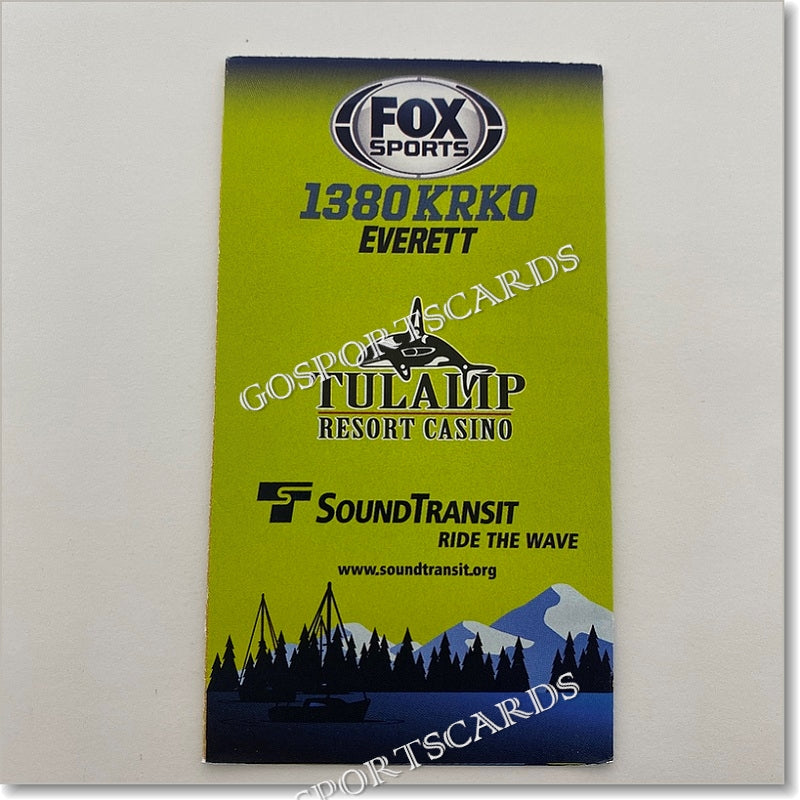 FOX
SPORTS
1380 KRKO
EVERETT
GOSPORTSCARDS
TULALIP
RESORT CASINO
SOUNDTRANSIT
RIDE THE WAVE
www.soundtransit.org
GOSPORTSCARDS